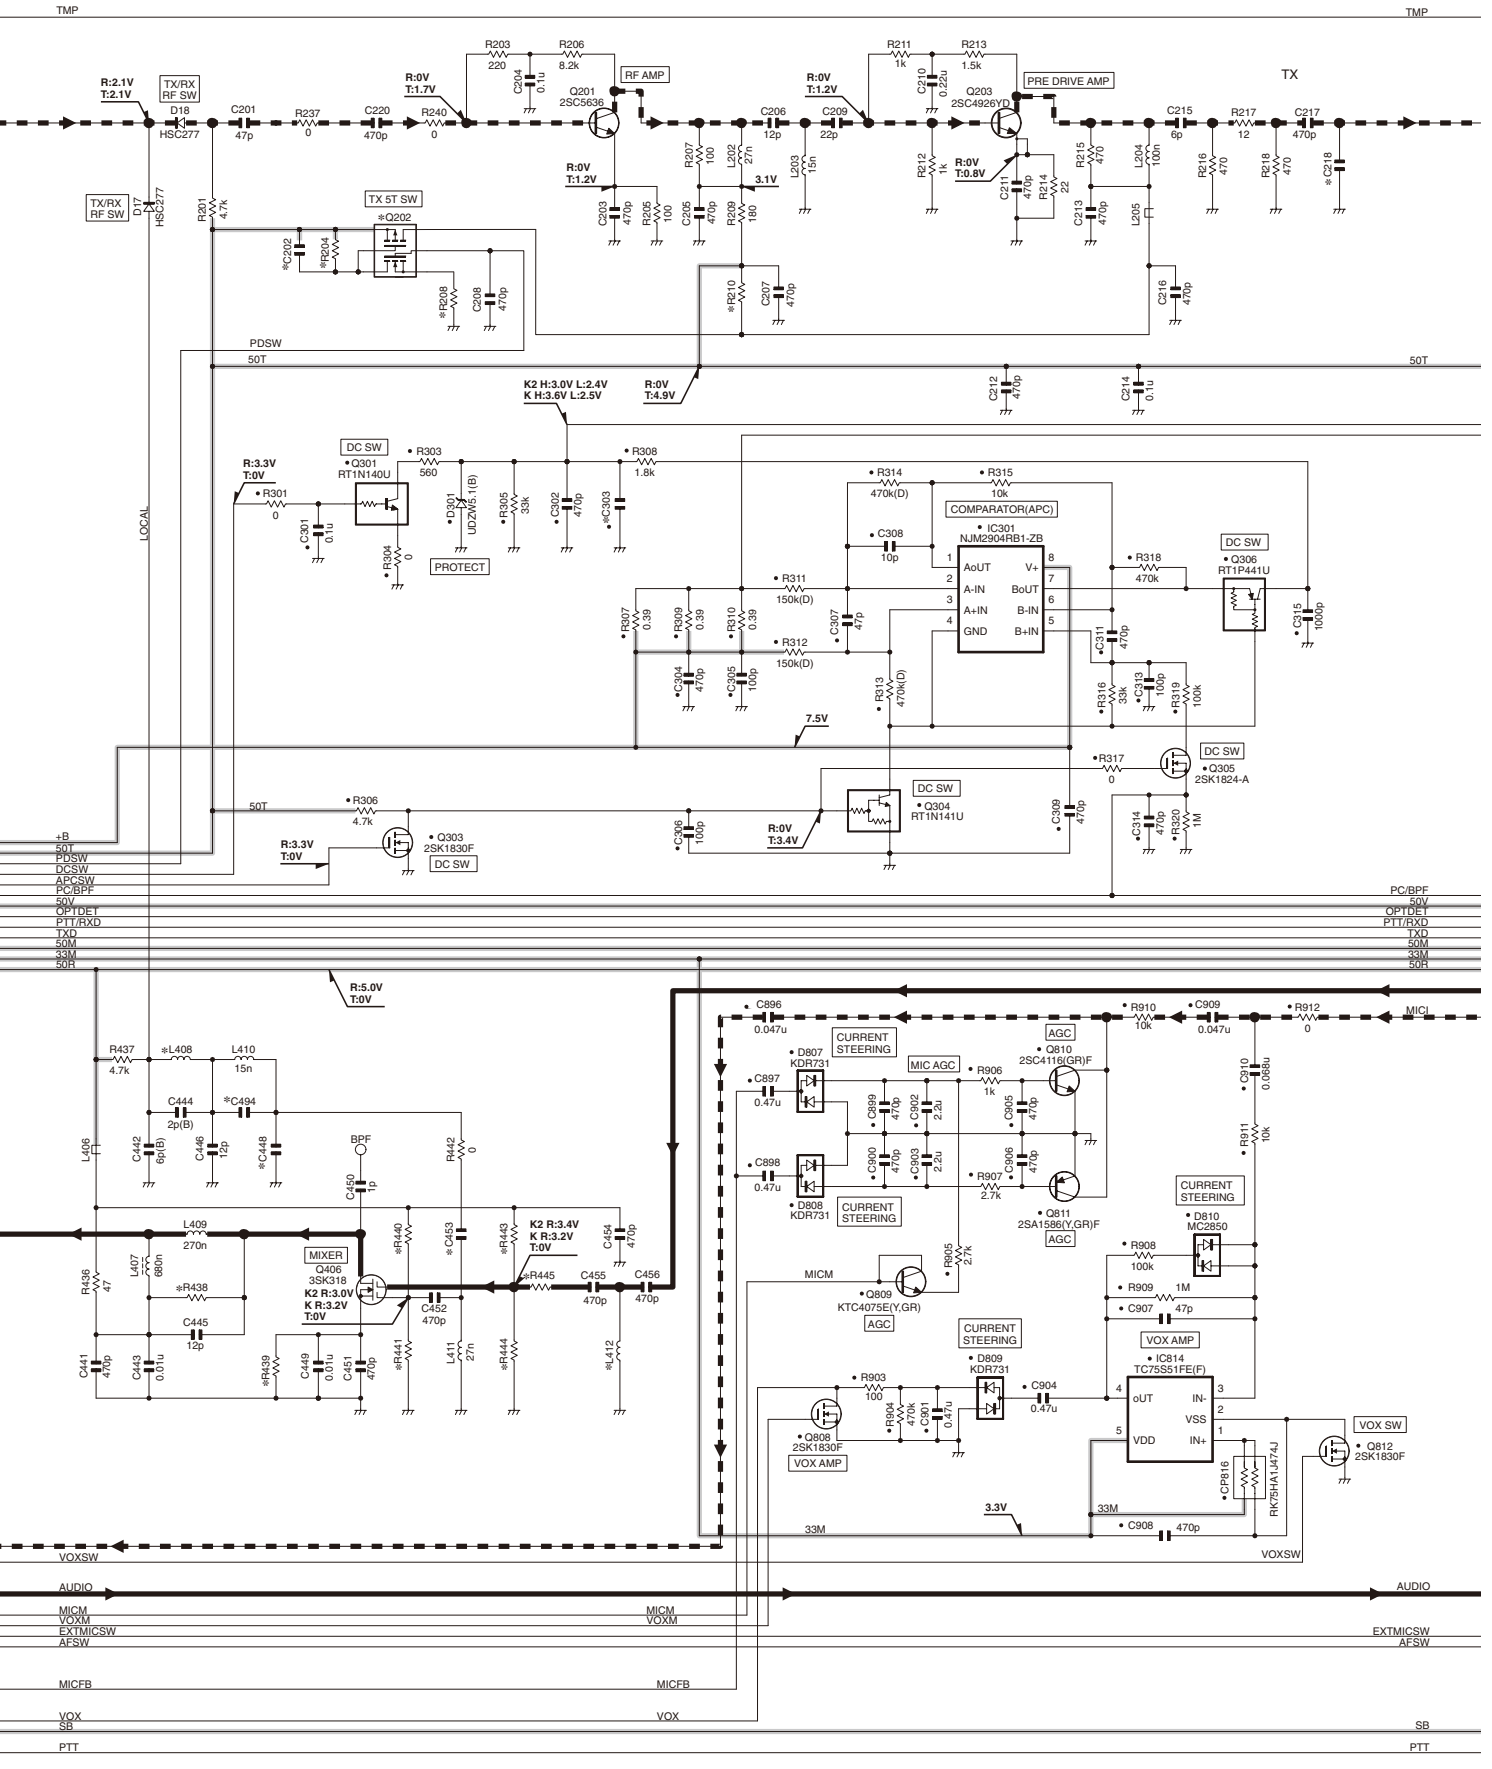 TMP TMP
R203 220
R206 8.2k
C204 0.1u
RF AMP
R211 1k
R213 1.5k
C210 0.22u
PRE DRIVE AMP
TX
R:2.1V
T:2.1V
TX/RX
RF SW
D18
HSC277
C201 47p
R237 0
C220 470p
R:0V
T:1.7V
R240 0
Q201
2SC5636
C206 12p
C209 22p
R:0V
T:1.2V
Q203
2SC4926YD
C215 6p
R217 12
C217 470p
TX/RX
RF SW
D17
HSC277
R201 4.7k
TX 5T SW
*Q202
*C202
*R204
*R208
C208 470p
R:0V
T:1.2V
C203 470p
R205 100
R207 100
L202 27n
3.1V
C205 470p
R209 180
L203 15n
*R210
C207 470p
R212 1k
R:0V
T:0.8V
C211 470p
R214 22
R215 470
L204 100n
C213 470p
L205
C216 470p
R216 470
R218 470
*C218
PDSW
50T 50T
K2 H:3.0V L:2.4V
K H:3.6V L:2.5V
R:0V
T:4.9V
C212 470p
C214 0.1u
DC SW
• Q301
RT1N140U
R:3.3V
T:0V
• R301
0
• C301 0.1u
• R303
560
• R304 0
PROTECT
• D301 UDZW5.1(B)
• R305 33k
• C302 470p
• *C303
• R308
1.8k
LOCAL
• R314
470k(D)
• R315
10k
COMPARATOR(APC)
• IC301
NJM2904RB1-ZB
• C308
10p
1 AoUT V+ 8
2 A-IN BoUT 7
3 A+IN B-IN 6
4 GND B+IN 5
• R318
470k
DC SW
• Q306
RT1P441U
• C315 1000p
• R307 0.39
• R309 0.39
• R310 0.39
• R311
150k(D)
• C307 47p
• R312
150k(D)
• C304 470p
• C305 100p
• R313 470k(D)
• C311 470p
• R316 33k
• C313 100p
• R319 100k
7.5V
• R317
0
DC SW
• Q305
2SK1824-A
50T
• R306
4.7k
R:3.3V
T:0V
• Q303
2SK1830F
DC SW
• C306 100p
R:0V
T:3.4V
DC SW
• Q304
RT1N141U
• C309 470p
• C314 470p
• R320 1M
+B
50T
PDSW
DCSW
APCSW
PC/BPF PC/BPF
50V 50V
OPTDET OPTDET
PTT/RXD PTT/RXD
TXD TXD
50M 50M
33M 33M
50R 50R
R:5.0V
T:0V
• C896
0.047u
• R910
10k
• C909
0.047u
• R912
0
MICI
R437
4.7k
*L408
L410
15n
C444
2p(B)
*C494
L406
C442 6p(B)
C446 12p
*C448
BPF
C450 1p
R442 0
• D807
KDR731
CURRENT
STEERING
MIC AGC
AGC
• Q810
2SC4116(GR)F
• C897
0.47u
• R906
1k
• C899 470p
• C902 2.2u
• C905 470p
• C898
0.47u
• C900 470p
• C903 2.2u
• C906 470p
• R907
2.7k
• D808
KDR731
CURRENT
STEERING
• Q811
2SA1586(Y,GR)F
AGC
• C910 0.068u
• R911 10k
CURRENT
STEERING
• D810
MC2850
L409
270n
L407 680n
MIXER
Q406
3SK318
K2 R:3.0V
K R:3.2V
T:0V
*R440
*C453
*R443
K2 R:3.4V
K R:3.2V
T:0V
C454 470p
*R445
C455
470p
C456
470p
C452
470p
R436 47
*R438
C445
12p
C441 470p
C443 0.01u
*R439
C449 0.01u
C451 470p
*R441
L411 27n
*R444
*L412
MICM
• Q809
KTC4075E(Y,GR)
AGC
• R905 2.7k
• R908
100k
• R909 1M
• C907 47p
VOX AMP
• IC814
TC75S51FE(F)
4 oUT IN- 3
VSS 2
5 VDD IN+ 1
CURRENT
STEERING
• D809
KDR731
• R903
100
• C904
0.47u
• R904 470k
• C901 0.47u
• Q808
2SK1830F
VOX AMP
VOX SW
• Q812
2SK1830F
• CP816
RK75HA1J474J
3.3V
33M
33M
• C908 470p
VOXSW
VOXSW
AUDIO AUDIO
MICM MICM
VOXM VOXM
EXTMICSW EXTMICSW
AFSW AFSW
MICFB MICFB
VOX VOX
SB SB
PTT PTT